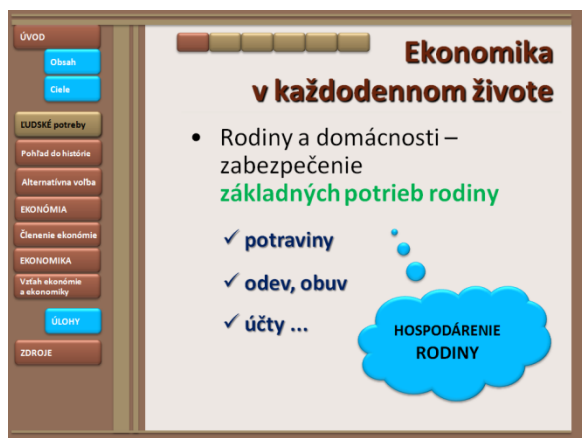 ÚVOD
Obsah
Ciele
ĽUDSKÉ potreby
Pohľad do histórie
Alternatívna voľba
EKONÓMIA
Členenie ekonómie
EKONOMIKA
Vzťah ekonómie
a ekonomiky
ÚLOHY
ZDROJE
Ekonomika
v každodennom živote
• Rodiny a domácnosti –
zabezpečenie
základných potrieb rodiny
✓ potraviny
✓ odev, obuv
✓ účty ...
HOSPODÁRENIE
RODINY